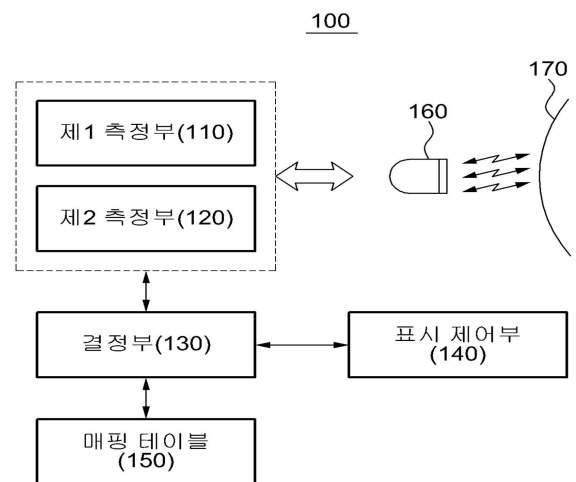 100
170
160
제1 측정부(110)
제2 측정부(120)
결정부(130)
표시 제어부
(140)
매핑 테이블
(150)